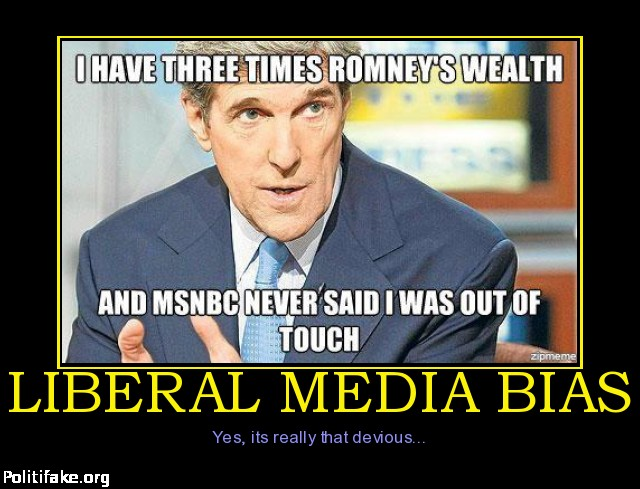 I HAVE THREE TIMES ROMNEY'S WEALTH
AND MSNBC NEVER SAID I WAS OUT OF
TOUCH
zipmeme
LIBERAL MEDIA BIAS
Yes, its really that devious...
Politifake.org